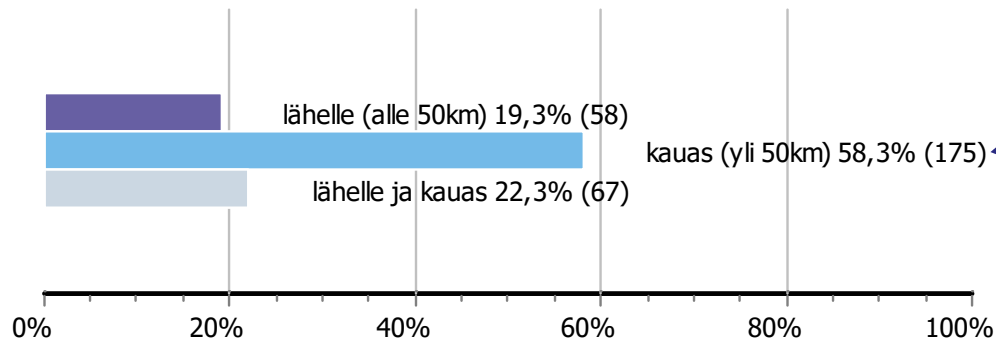 lähelle (alle 50km) 19,3% (58)
kauas (yli 50km) 58,3% (175)
lähelle ja kauas 22,3% (67)
0% 20% 40% 60% 80% 100%